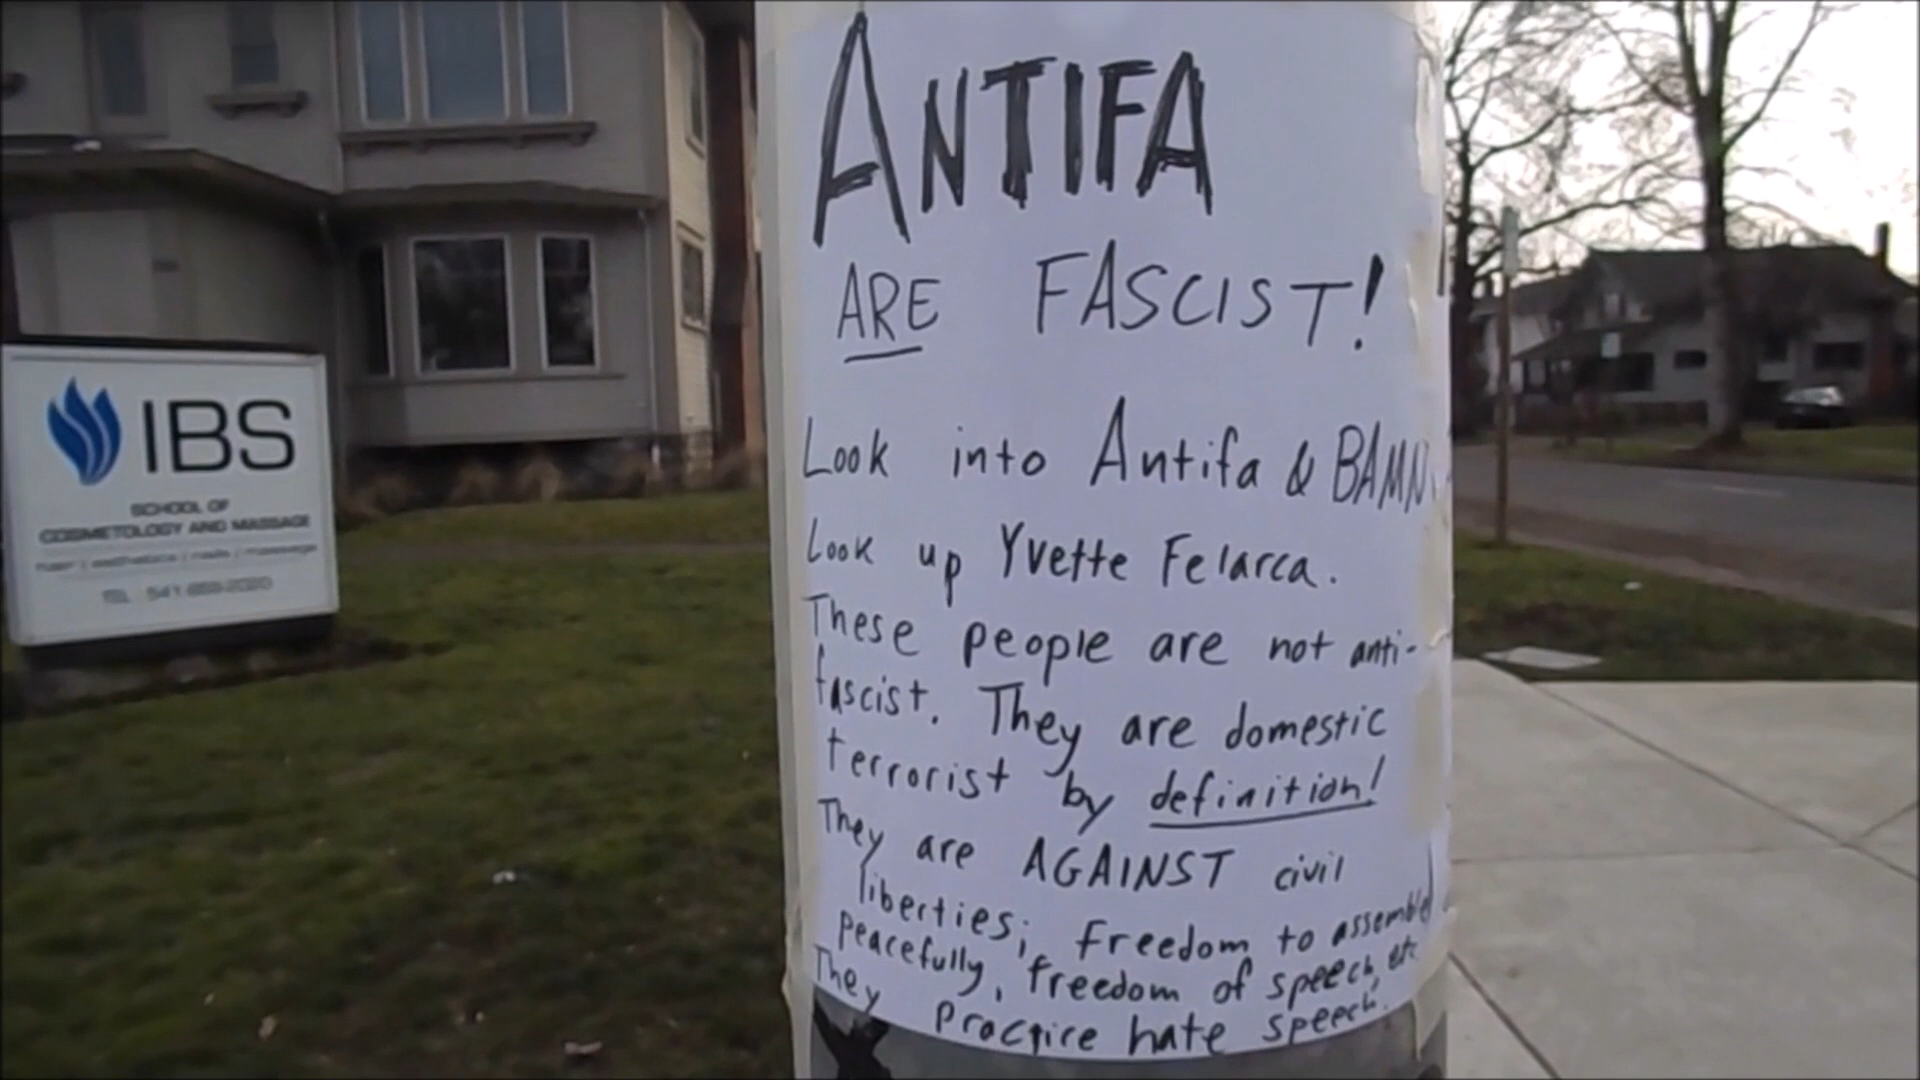 IBS
SCHOOL OF
COSMETOLOGY AND MASSAGE
ANTIFA
ARE FASCIST!
Look into Antifa & BAMN.
Look up Yvette Felarca.
These people are not anti-
fascist. They are domestic
terrorist by definition!
They are AGAINST civil
liberties; freedom to assemble
peacefully, freedom of speech, etc
They practice hate speech.